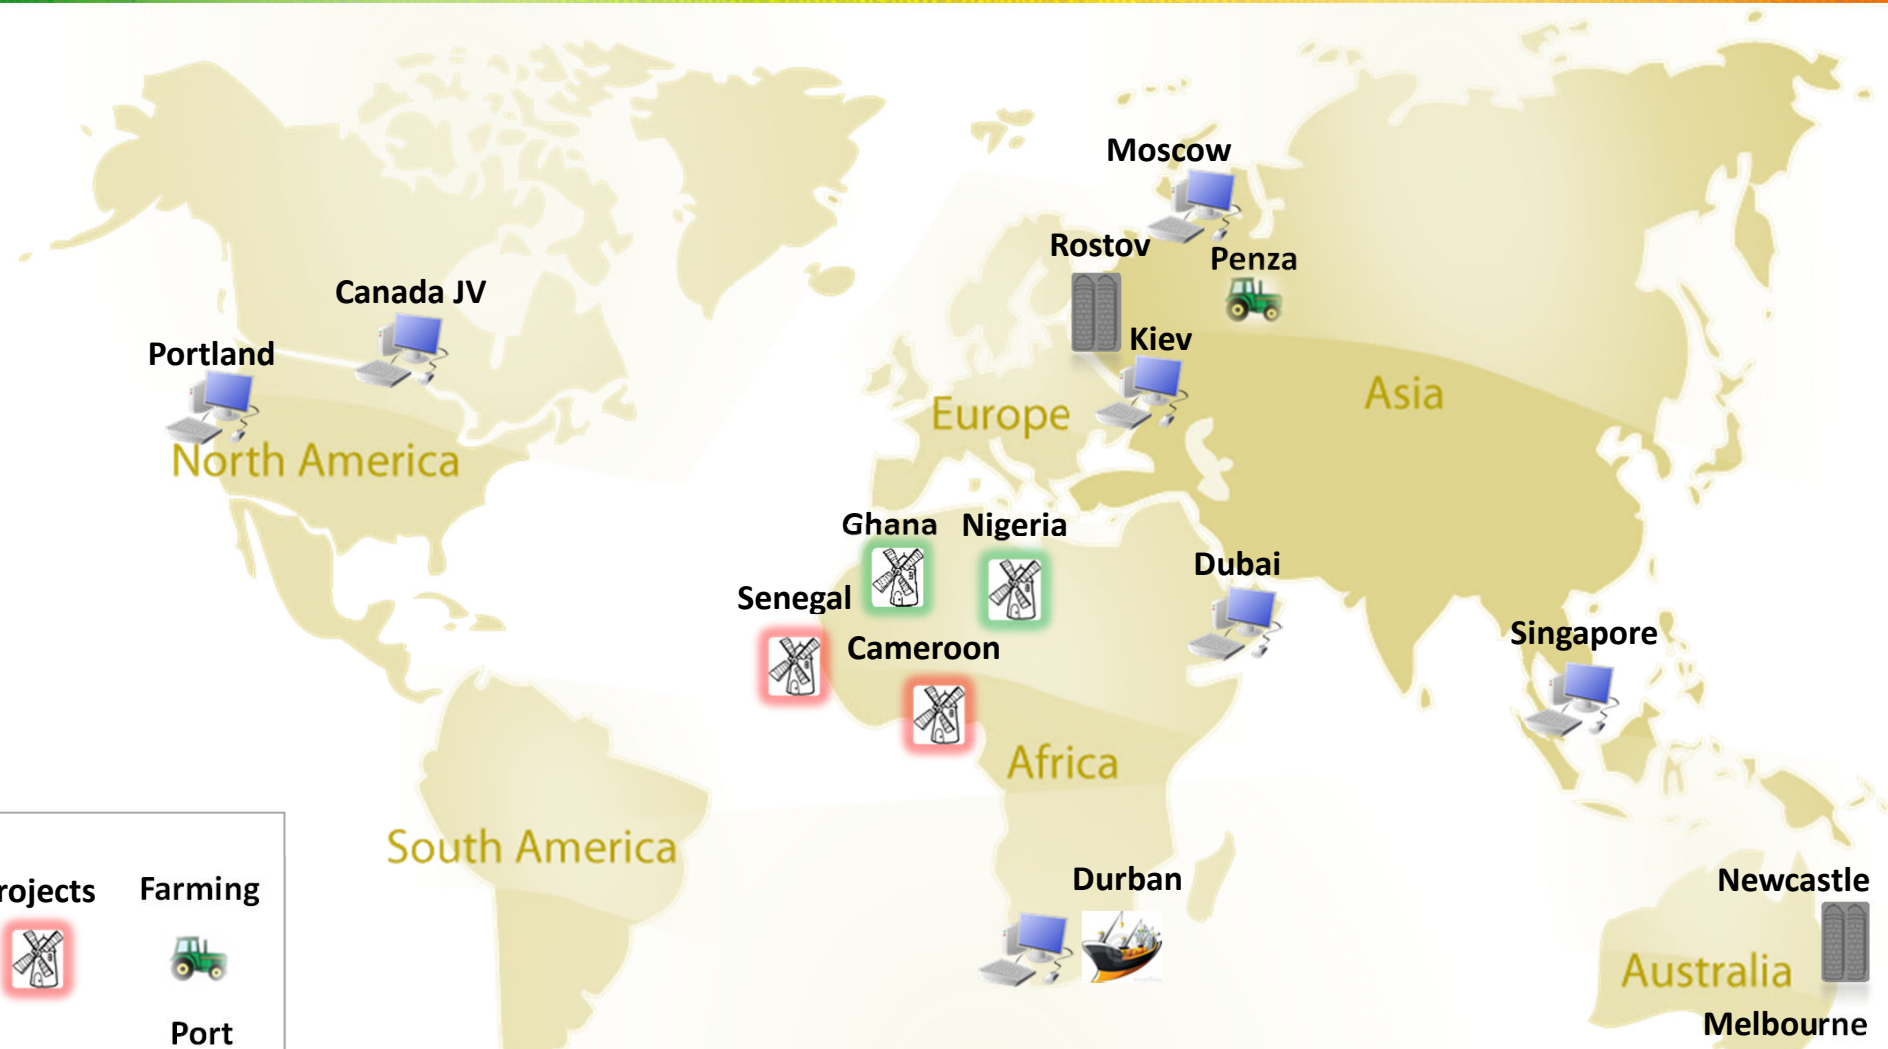 Moscow
Rostov
Penza
Canada JV
Kiev
Portland
Asia
Europe
North America
Ghana
Nigeria
Dubai
Senegal
Singapore
Cameroon
Africa
South America
Durban
Newcastle
rojects
Farming
Australia
Melbourne
Port